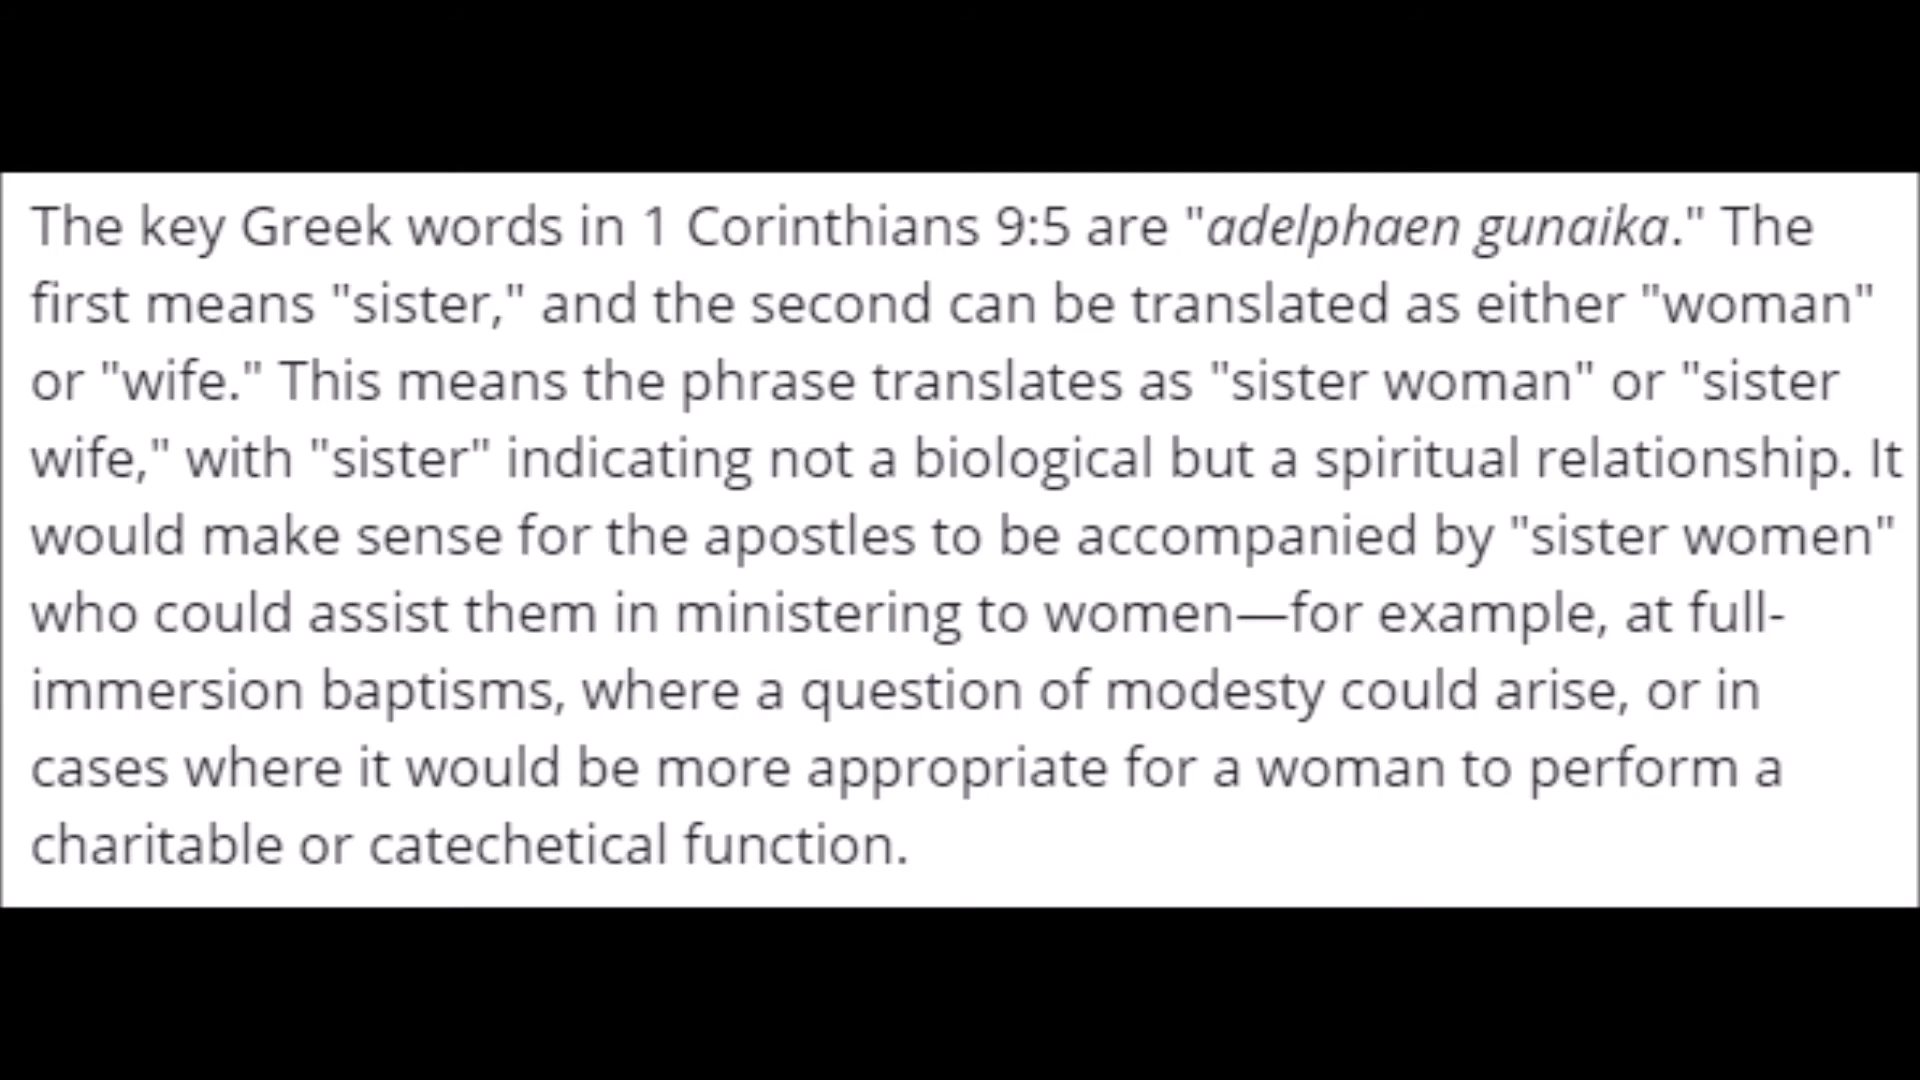 The key Greek words in 1 Corinthians 9:5 are "adelphaen gunaika." The
first means "sister," and the second can be translated as either "woman"
or "wife." This means the phrase translates as "sister woman" or "sister
wife," with "sister" indicating not a biological but a spiritual relationship. It
would make sense for the apostles to be accompanied by "sister women"
who could assist them in ministering to women—for example, at full-
immersion baptisms, where a question of modesty could arise, or in
cases where it would be more appropriate for a woman to perform a
charitable or catechetical function.